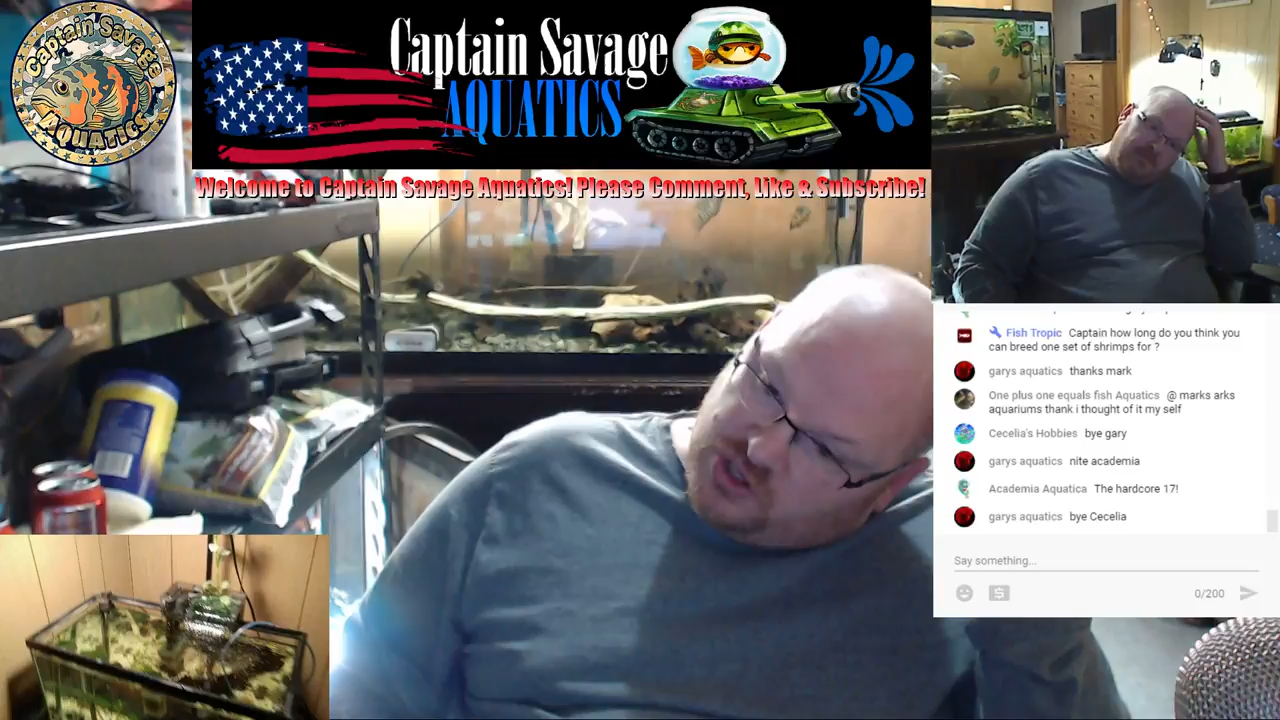 Captain Savage
AQUATICS
Captain Savage
AQUATICS
Welcome to Captain Savage Aquatics! Please Comment, Like & Subscribe!
Fish Tropic Captain how long do you think you
can breed one set of shrimps for ?
garys aquatics thanks mark
One plus one equals fish Aquatics @ marks arks
aquariums thank i thought of it my self
Cecelia's Hobbies bye gary
garys aquatics nite academia
Academia Aquatica The hardcore 17!
garys aquatics bye Cecelia
Say something...
0/200